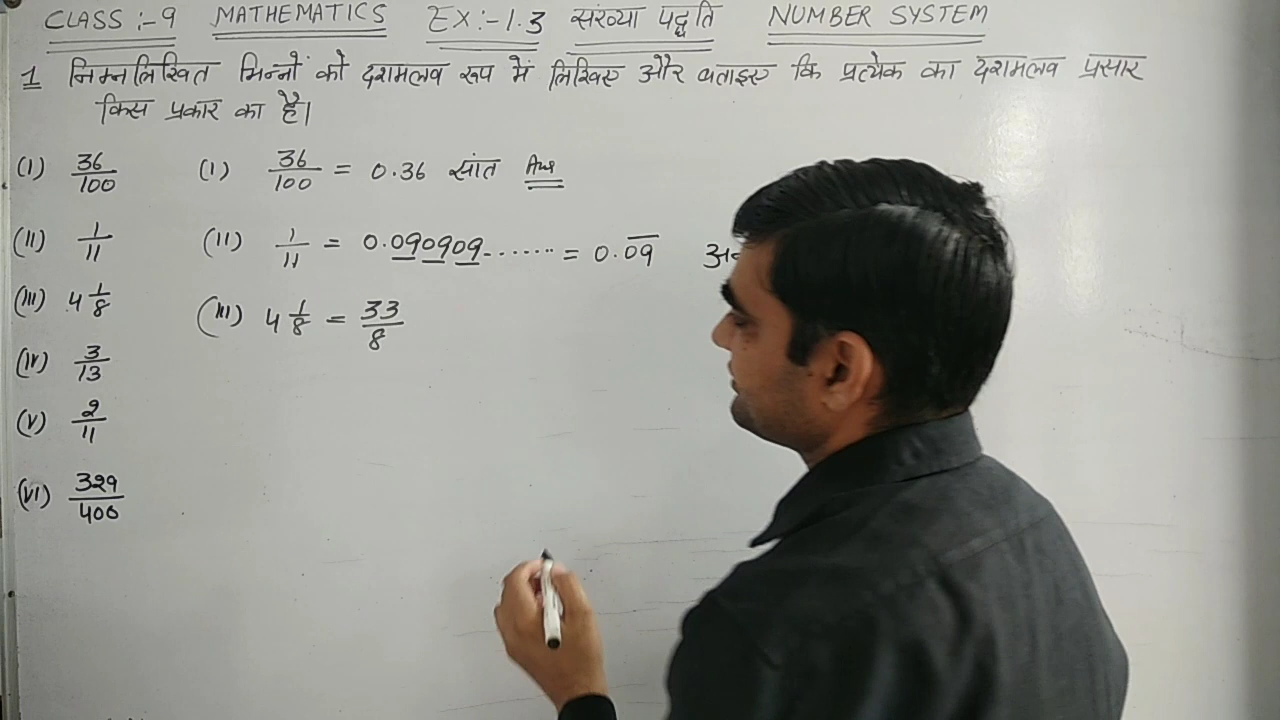 CLASS :- 9 MATHEMATICS EX :- 1.3 संख्या पद्धति NUMBER SYSTEM
1 निम्नलिखित भिन्नों को दशमलव रूप में लिखिए और बताइए कि प्रत्येक का दशमलव प्रसार
किस प्रकार का है।
(I) 36/100 (I) 36/100 = 0.36 सांत Ans
(II) 1/11 (II) 1/11 = 0.090909....... = 0.0̅9̅
(III) 4 1/8 (III) 4 1/8 = 33/8
(IV) 3/13
(V) 2/11
(VI) 329/400